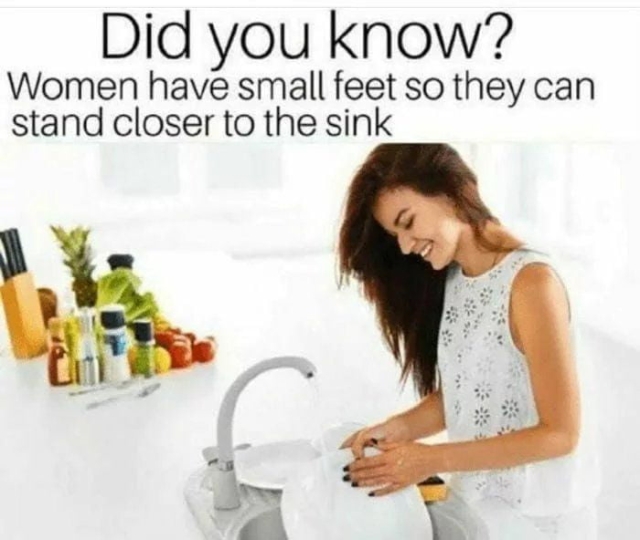 Did you know?
Women have small feet so they can
stand closer to the sink